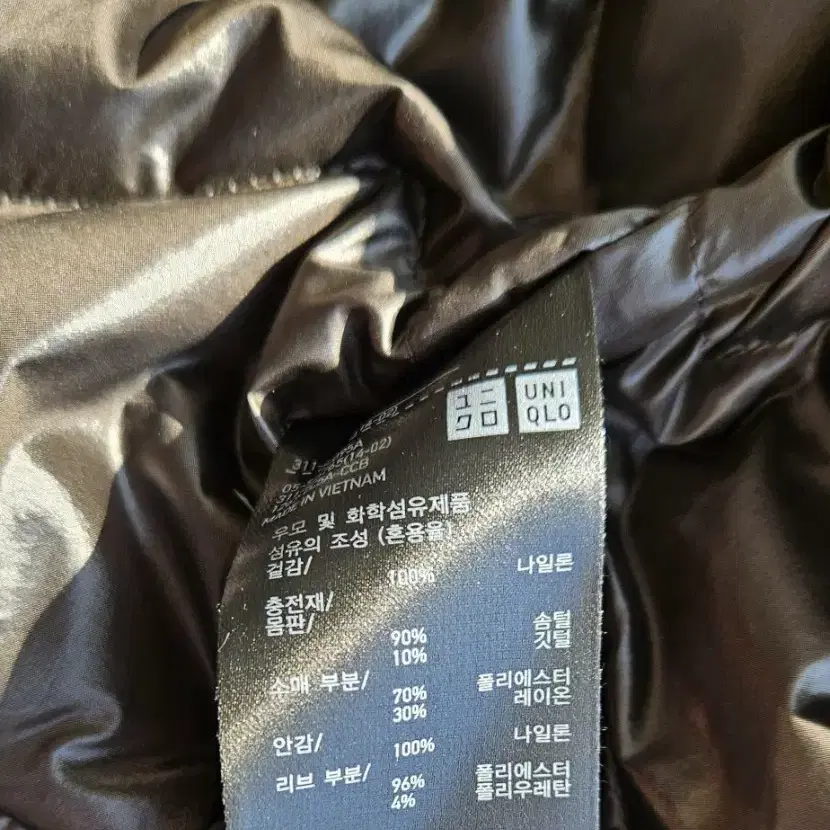 ユニ
クロ
UNI
QLO
MADE IN VIETNAM
우모 및 화학섬유제품
섬유의 조성 (혼용율)
겉감/ 100% 나일론
충전재/
몸판/ 90% 솜털
10% 깃털
소매 부분/ 70% 폴리에스터
30% 레이온
안감/ 100% 나일론
리브 부분/ 96% 폴리에스터
4% 폴리우레탄